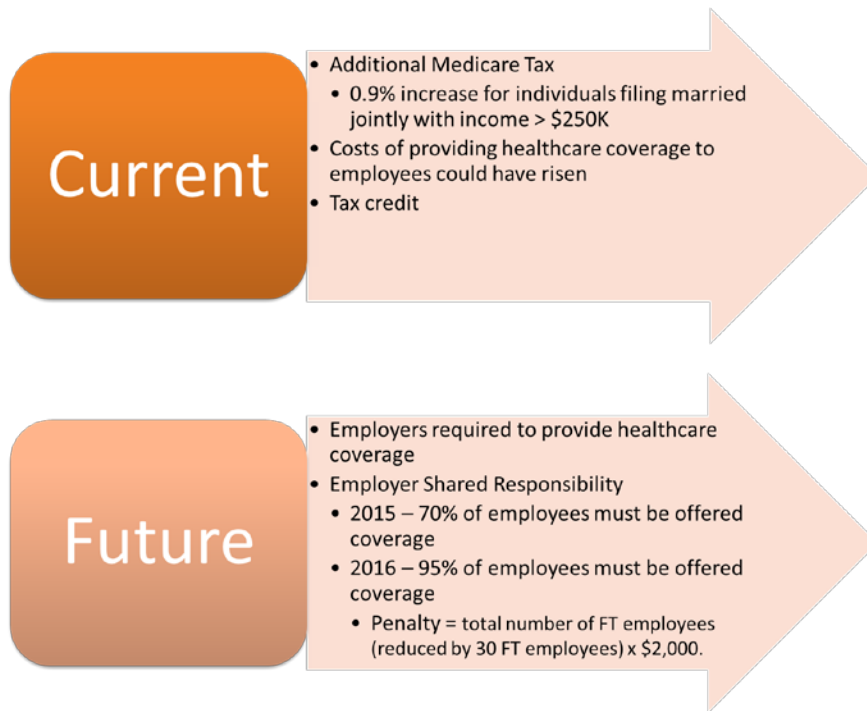 Current
• Additional Medicare Tax
• 0.9% increase for individuals filing married
jointly with income > $250K
• Costs of providing healthcare coverage to
employees could have risen
• Tax credit
Future
• Employers required to provide healthcare
coverage
• Employer Shared Responsibility
• 2015 – 70% of employees must be offered
coverage
• 2016 – 95% of employees must be offered
coverage
• Penalty = total number of FT employees
(reduced by 30 FT employees) x $2,000.